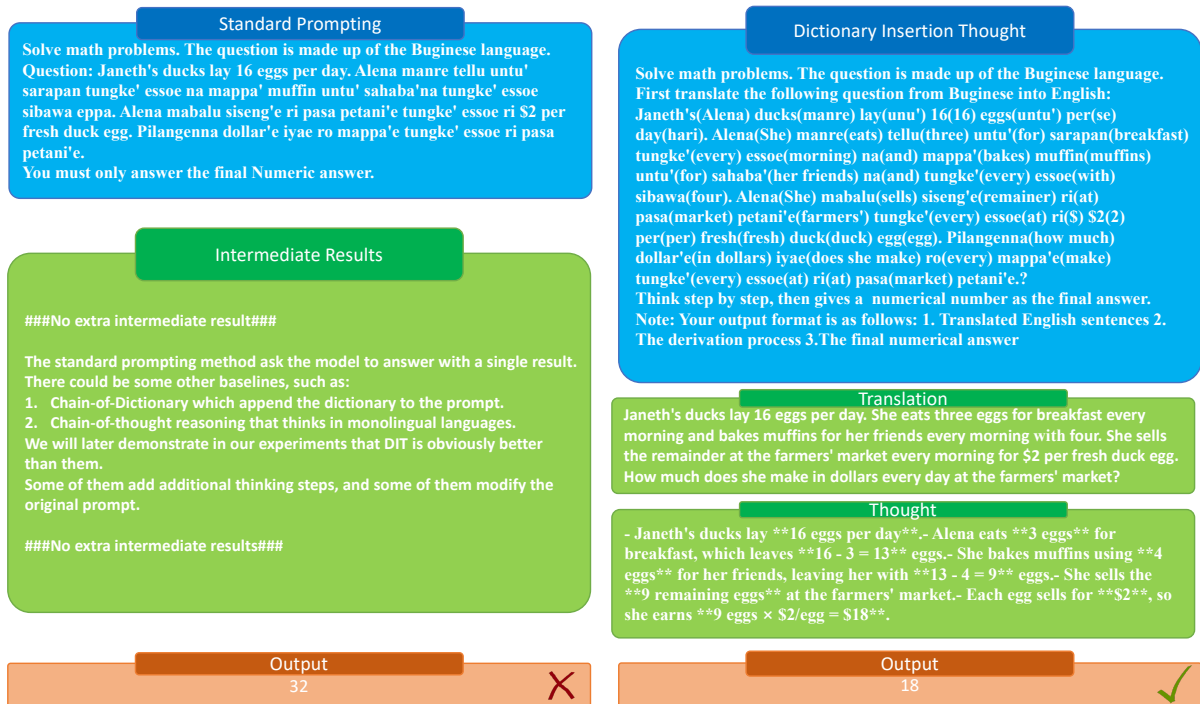 Standard Prompting
Solve math problems. The question is made up of the Buginese language.
Question: Janeth's ducks lay 16 eggs per day. Alena manre tellu untu'
sarapan tungke' essoe na mappa' muffin untu' sahaba'na tungke' essoe
sibawa eppa. Alena mabalu siseng'e ri pasa petani'e tungke' essoe ri $2 per
fresh duck egg. Pilangenna dollar'e iyae ro mappa'e tungke' essoe ri pasa
petani'e.
You must only answer the final Numeric answer.
Intermediate Results
###No extra intermediate result###
The standard prompting method ask the model to answer with a single result.
There could be some other baselines, such as:
1. Chain-of-Dictionary which append the dictionary to the prompt.
2. Chain-of-thought reasoning that thinks in monolingual languages.
We will later demonstrate in our experiments that DIT is obviously better
than them.
Some of them add additional thinking steps, and some of them modify the
original prompt.
###No extra intermediate results###
Output
32
Dictionary Insertion Thought
Solve math problems. The question is made up of the Buginese language.
First translate the following question from Buginese into English:
Janeth's(Alena) ducks(manre) lay(unu') 16(16) eggs(untu') per(se)
day(hari). Alena(She) manre(eats) tellu(three) untu'(for) sarapan(breakfast)
tungke'(every) essoe(morning) na(and) mappa'(bakes) muffin(muffins)
untu'(for) sahaba'(her friends) na(and) tungke'(every) essoe(with)
sibawa(four). Alena(She) mabalu(sells) siseng'e(remainer) ri(at)
pasa(market) petani'e(farmers') tungke'(every) essoe(at) ri($) $2(2)
per(per) fresh(fresh) duck(duck) egg(egg). Pilangenna(how much)
dollar'e(in dollars) iyae(does she make) ro(every) mappa'e(make)
tungke'(every) essoe(at) ri(at) pasa(market) petani'e.?
Think step by step, then gives a numerical number as the final answer.
Note: Your output format is as follows: 1. Translated English sentences 2.
The derivation process 3.The final numerical answer
Translation
Janeth's ducks lay 16 eggs per day. She eats three eggs for breakfast every
morning and bakes muffins for her friends every morning with four. She sells
the remainder at the farmers' market every morning for $2 per fresh duck egg.
How much does she make in dollars every day at the farmers' market?
Thought
- Janeth's ducks lay **16 eggs per day**.- Alena eats **3 eggs** for
breakfast, which leaves **16 - 3 = 13** eggs.- She bakes muffins using **4
eggs** for her friends, leaving her with **13 - 4 = 9** eggs.- She sells the
**9 remaining eggs** at the farmers' market.- Each egg sells for **$2**, so
she earns **9 eggs × $2/egg = $18**.
Output
18